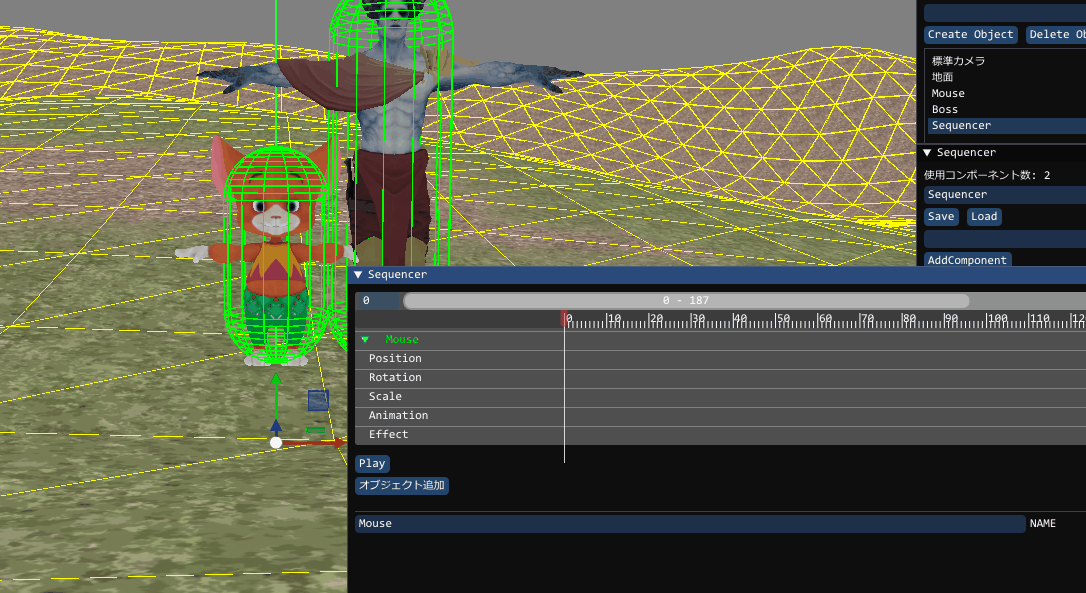 Create Object Delete Ob
標準カメラ
地面
Mouse
Boss
Sequencer
Sequencer
使用コンポーネント数: 2
Sequencer
Save Load
AddComponent
Sequencer
0 0 - 187
0 10 20 30 40 50 60 70 80 90 100 110 12
Mouse
Position
Rotation
Scale
Animation
Effect
Play
オブジェクト追加
Mouse NAME